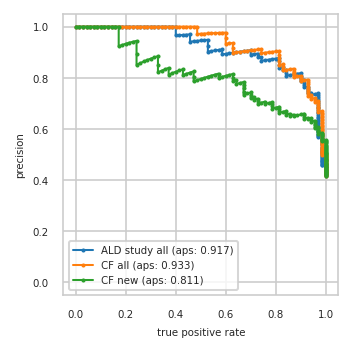 1.0
0.8
0.6
0.4
0.2
0.0
precision
ALD study all (aps: 0.917)
CF all (aps: 0.933)
CF new (aps: 0.811)
0.0 0.2 0.4 0.6 0.8 1.0
true positive rate